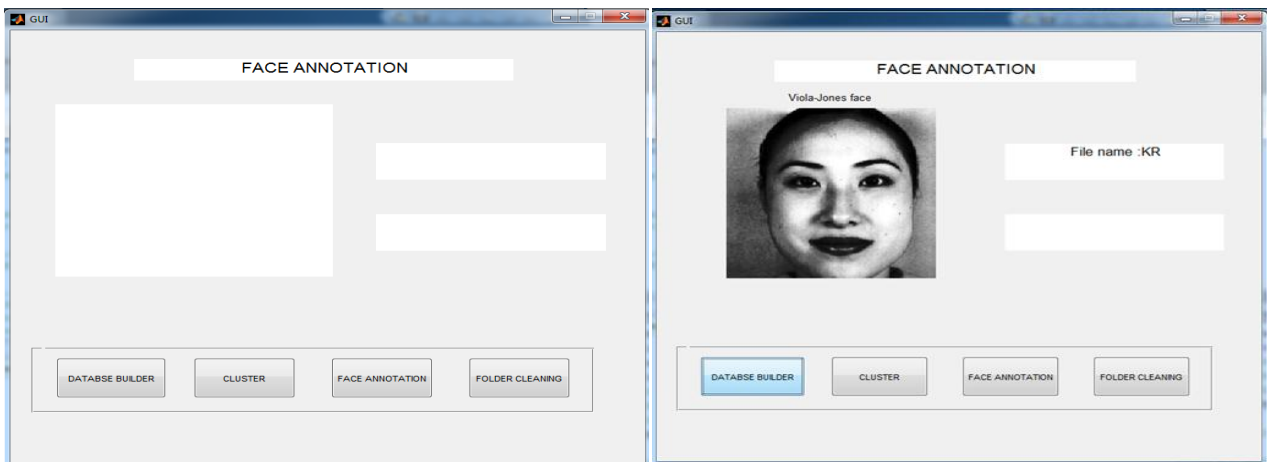 GUI
FACE ANNOTATION
DATABSE BUILDER
CLUSTER
FACE ANNOTATION
FOLDER CLEANING
GUI
FACE ANNOTATION
Viola-Jones face
File name :KR
DATABSE BUILDER
CLUSTER
FACE ANNOTATION
FOLDER CLEANING